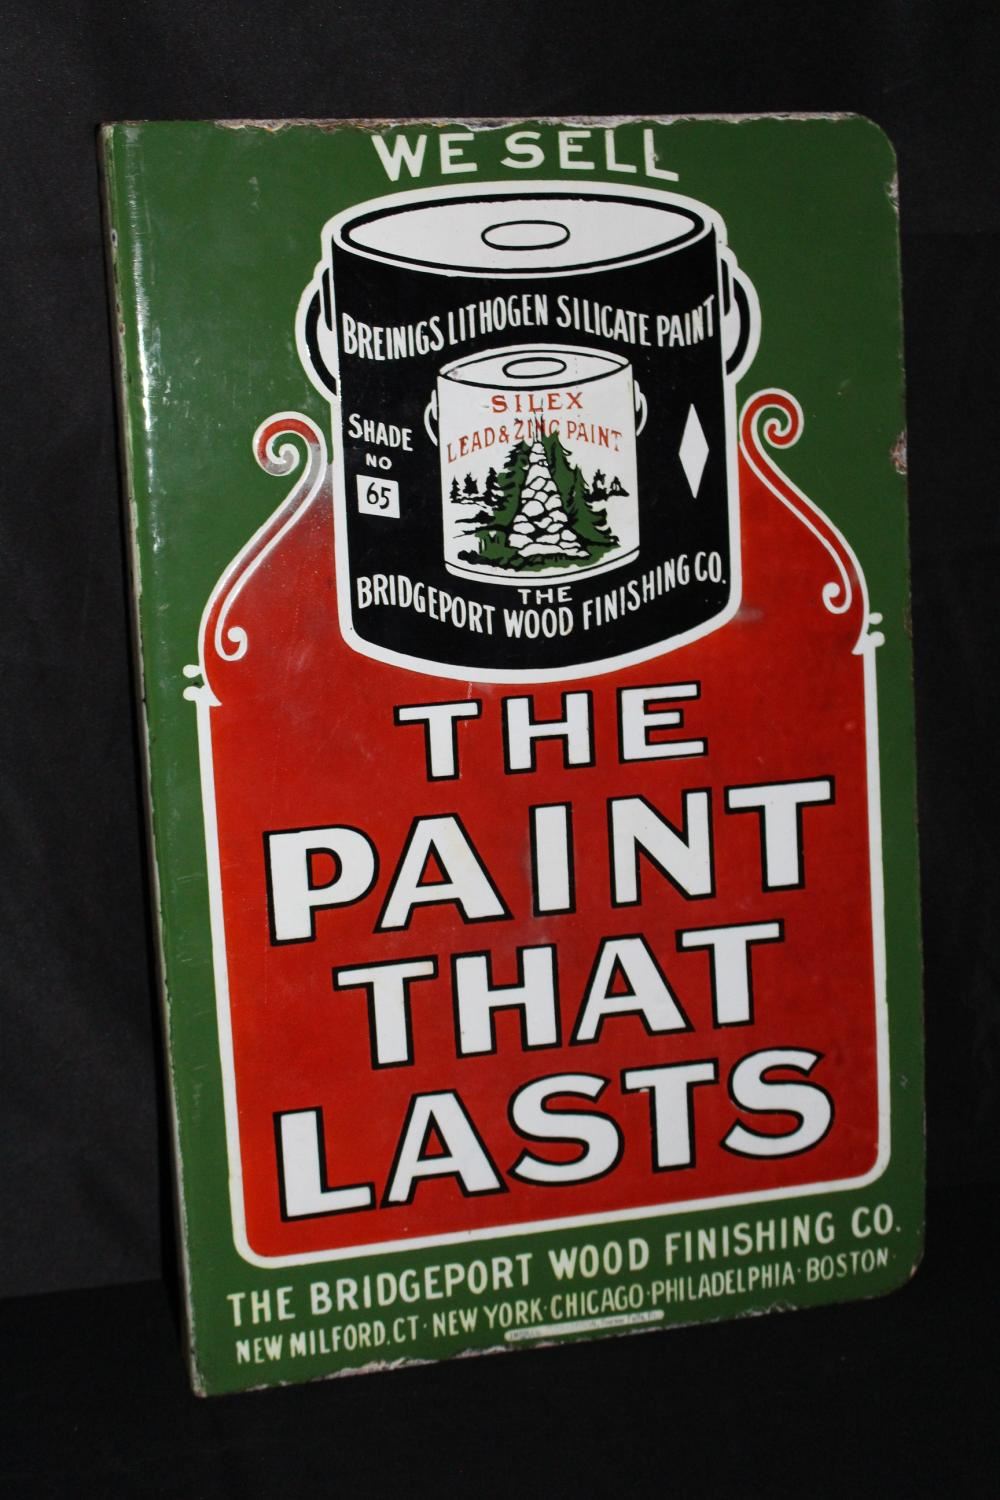 WE SELL
BREINIGS LITHOGEN SILICATE PAINT
SILEX
LEAD & ZINC PAINT
SHADE
NO
65
THE
BRIDGEPORT WOOD FINISHING CO.
THE
PAINT
THAT
LASTS
THE BRIDGEPORT WOOD FINISHING CO.
NEW MILFORD, CT · NEW YORK · CHICAGO · PHILADELPHIA · BOSTON